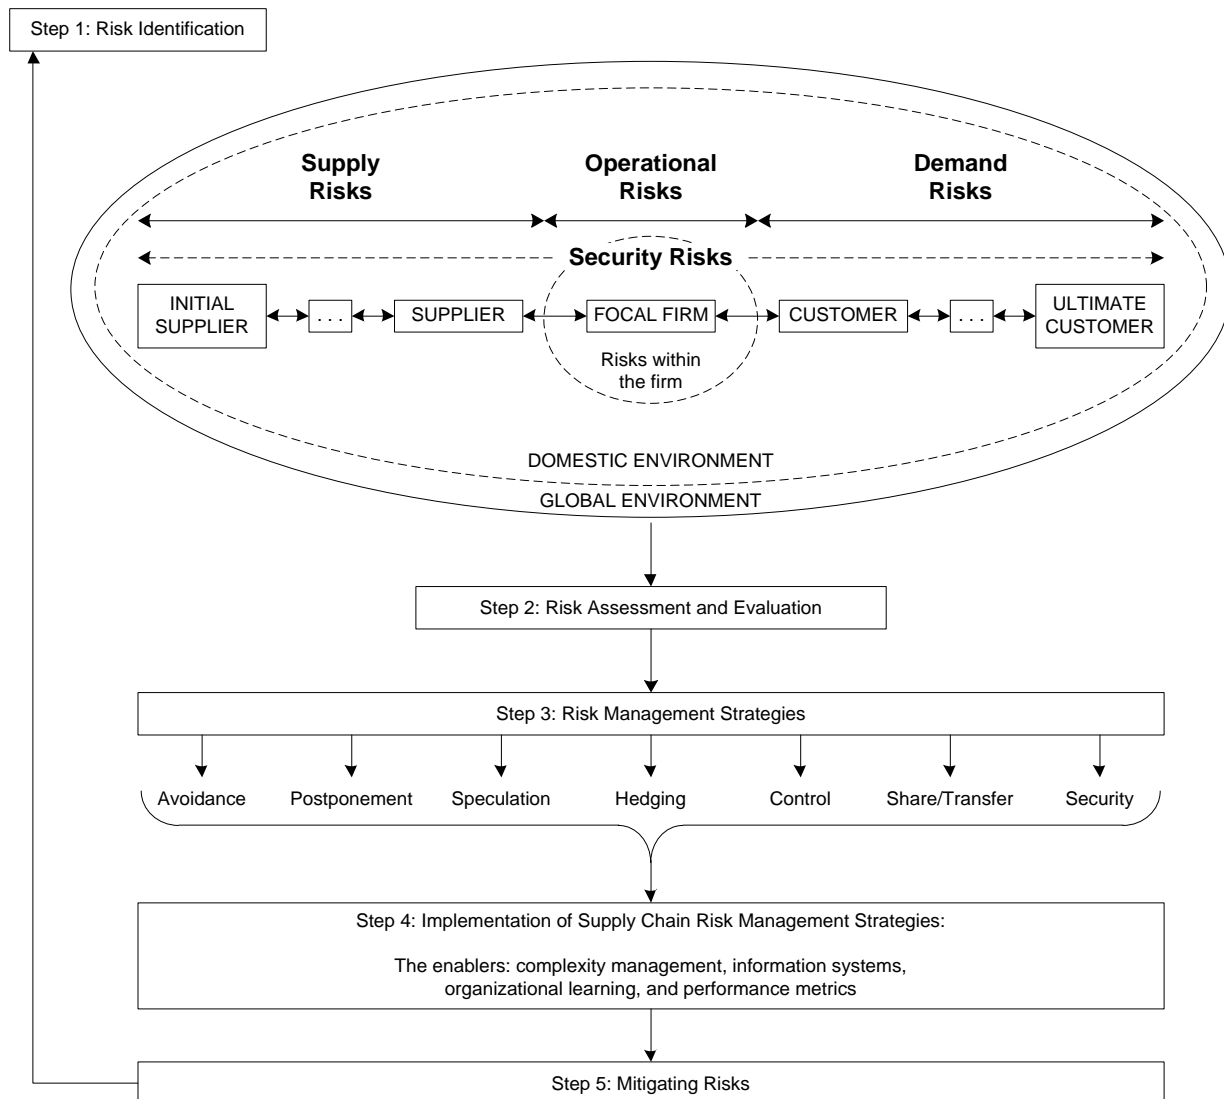 Step 1: Risk Identification
Supply
Risks
Operational
Risks
Demand
Risks
Security Risks
INITIAL
SUPPLIER
. . .
SUPPLIER
FOCAL FIRM
CUSTOMER
. . .
ULTIMATE
CUSTOMER
Risks within
the firm
DOMESTIC ENVIRONMENT
GLOBAL ENVIRONMENT
Step 2: Risk Assessment and Evaluation
Step 3: Risk Management Strategies
Avoidance
Postponement
Speculation
Hedging
Control
Share/Transfer
Security
Step 4: Implementation of Supply Chain Risk Management Strategies:
The enablers: complexity management, information systems,
organizational learning, and performance metrics
Step 5: Mitigating Risks